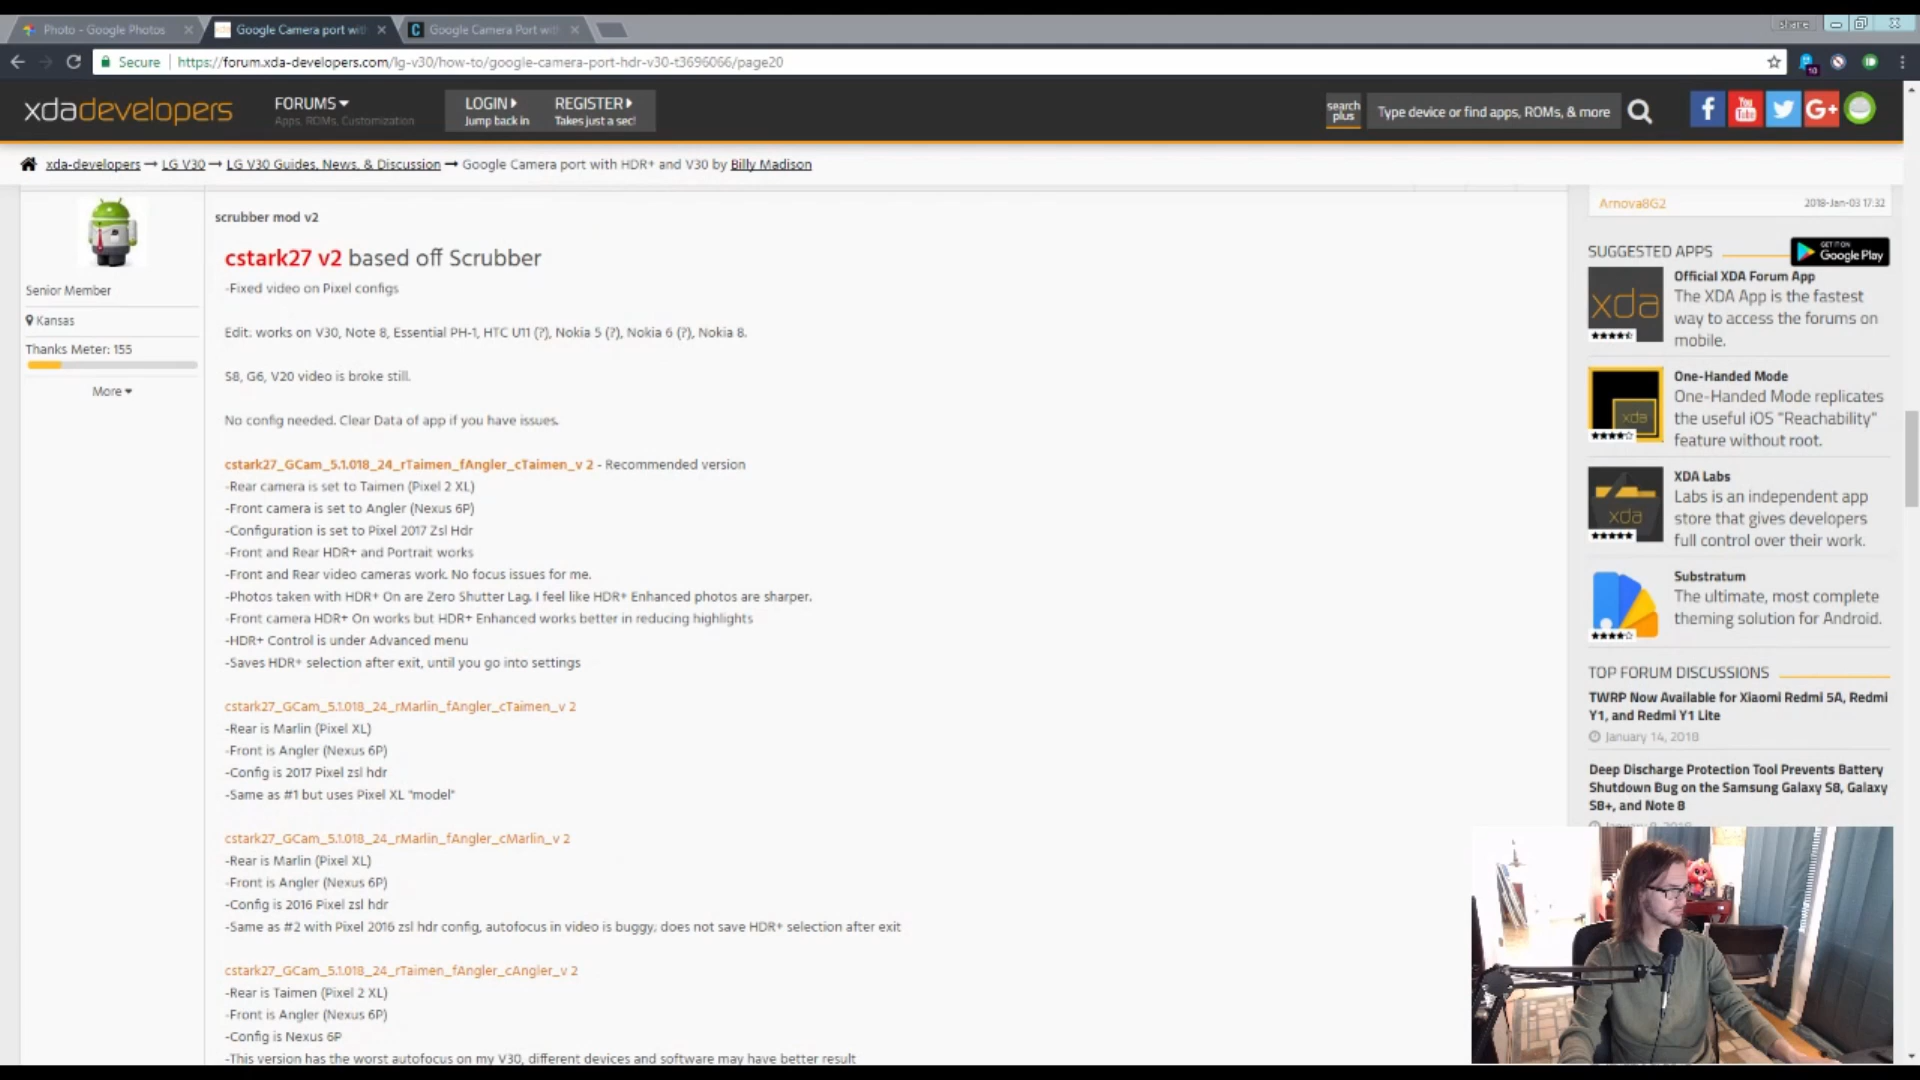 Photo - Google Photos
Google Camera port with
Google Camera Port with
share
Secure
https://forum.xda-developers.com/lg-v30/how-to/google-camera-port-hdr-v30-t3696066/page20
10
xdadevelopers
FORUMS
Apps, ROMs, Customization
LOGIN
Jump back in
REGISTER
Takes just a sec!
search plus
Type device or find apps, ROMs, & more
f
You Tube
G+
xda-developers → LG V30 → LG V30 Guides, News, & Discussion → Google Camera port with HDR+ and V30 by Billy Madison
Senior Member
Kansas
Thanks Meter: 155
More
scrubber mod v2
cstark27 v2 based off Scrubber
-Fixed video on Pixel configs
Edit: works on V30, Note 8, Essential PH-1, HTC U11 (?), Nokia 5 (?), Nokia 6 (?), Nokia 8.
S8, G6, V20 video is broke still.
No config needed. Clear Data of app if you have issues.
cstark27_GCam_5.1.018_24_rTaimen_fAngler_cTaimen_v 2 - Recommended version
-Rear camera is set to Taimen (Pixel 2 XL)
-Front camera is set to Angler (Nexus 6P)
-Configuration is set to Pixel 2017 Zsl Hdr
-Front and Rear HDR+ and Portrait works
-Front and Rear video cameras work. No focus issues for me.
-Photos taken with HDR+ On are Zero Shutter Lag. I feel like HDR+ Enhanced photos are sharper.
-Front camera HDR+ On works but HDR+ Enhanced works better in reducing highlights
-HDR+ Control is under Advanced menu
-Saves HDR+ selection after exit, until you go into settings
cstark27_GCam_5.1.018_24_rMarlin_fAngler_cTaimen_v 2
-Rear is Marlin (Pixel XL)
-Front is Angler (Nexus 6P)
-Config is 2017 Pixel zsl hdr
-Same as #1 but uses Pixel XL "model"
cstark27_GCam_5.1.018_24_rMarlin_fAngler_cMarlin_v 2
-Rear is Marlin (Pixel XL)
-Front is Angler (Nexus 6P)
-Config is 2016 Pixel zsl hdr
-Same as #2 with Pixel 2016 zsl hdr config, autofocus in video is buggy, does not save HDR+ selection after exit
cstark27_GCam_5.1.018_24_rTaimen_fAngler_cAngler_v 2
-Rear is Taimen (Pixel 2 XL)
-Front is Angler (Nexus 6P)
-Config is Nexus 6P
-This version has the worst autofocus on my V30, different devices and software may have better result
Arnova8G2
2018-Jan-03 17:32
SUGGESTED APPS
GET IT ON
Google Play
xda
Official XDA Forum App
The XDA App is the fastest
way to access the forums on
mobile.
xda
One-Handed Mode
One-Handed Mode replicates
the useful iOS "Reachability"
feature without root.
xda
XDA Labs
Labs is an independent app
store that gives developers
full control over their work.
Substratum
The ultimate, most complete
theming solution for Android.
TOP FORUM DISCUSSIONS
TWRP Now Available for Xiaomi Redmi 5A, Redmi
Y1, and Redmi Y1 Lite
January 14, 2018
Deep Discharge Protection Tool Prevents Battery
Shutdown Bug on the Samsung Galaxy S8, Galaxy
S8+, and Note 8